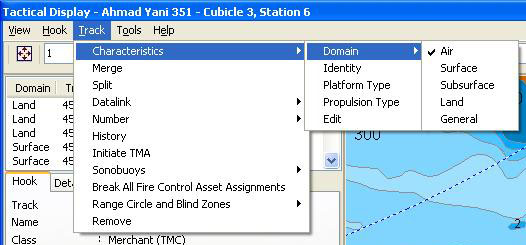 Tactical Display - Ahmad Yani 351 - Cubicle 3, Station 6
View Hook Track Tools Help
1
Characteristics
Merge
Split
Datalink
Number
History
Initiate TMA
Sonobuoys
Break All Fire Control Asset Assignments
Range Circle and Blind Zones
Remove
Domain
Identity
Platform Type
Propulsion Type
Edit
Air
Surface
Subsurface
Land
General
Domain
Land 45
Land 45
Land 45
Surface 45
Surface 45
Hook
Track
Name
Class : Merchant (TMC)
300
2